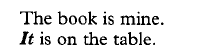 The book is mine.
It is on the table.